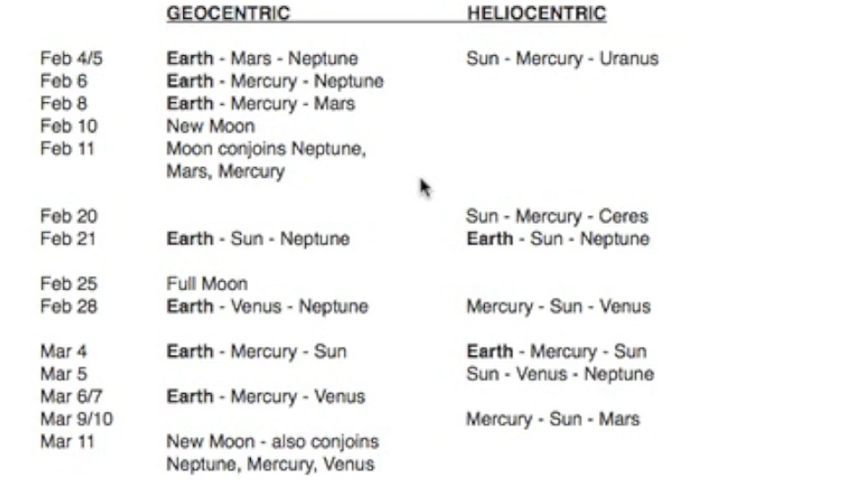 GEOCENTRIC HELIOCENTRIC
Feb 4/5 Earth - Mars - Neptune Sun - Mercury - Uranus
Feb 6 Earth - Mercury - Neptune
Feb 8 Earth - Mercury - Mars
Feb 10 New Moon
Feb 11 Moon conjoins Neptune,
Mars, Mercury
Feb 20 Sun - Mercury - Ceres
Feb 21 Earth - Sun - Neptune Earth - Sun - Neptune
Feb 25 Full Moon
Feb 28 Earth - Venus - Neptune Mercury - Sun - Venus
Mar 4 Earth - Mercury - Sun Earth - Mercury - Sun
Mar 5 Sun - Venus - Neptune
Mar 6/7 Earth - Mercury - Venus
Mar 9/10 Mercury - Sun - Mars
Mar 11 New Moon - also conjoins
Neptune, Mercury, Venus